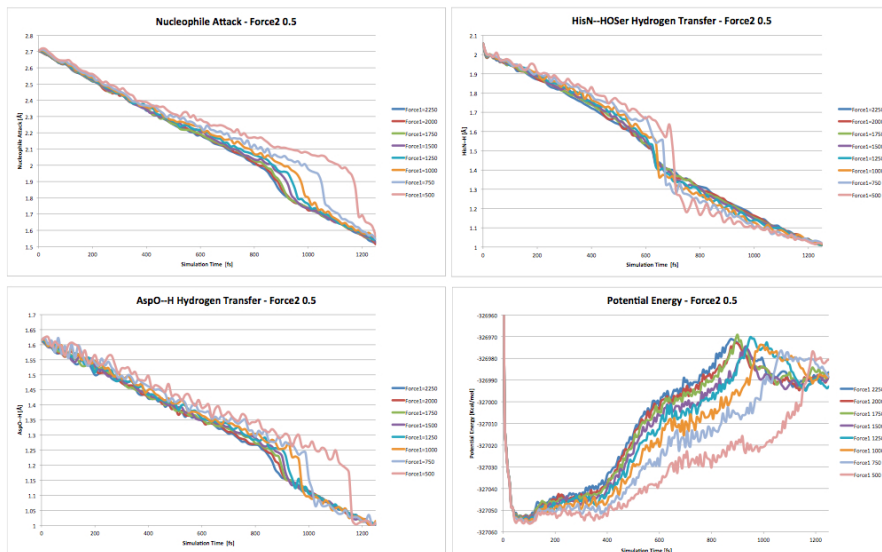 Nucleophile Attack - Force2 0.5
Nucleophile Attack [Å]
2.8
2.7
2.6
2.5
2.4
2.3
2.2
2.1
2
1.9
1.8
1.7
1.6
1.5
0
200
400
600
800
1000
1200
Simulation Time [fs]
Force1=2250
Force1=2000
Force1=1750
Force1=1500
Force1=1250
Force1=1000
Force1=750
Force1=500
HisN--HOSer Hydrogen Transfer - Force2 0.5
HisN--H [Å]
2.1
2
1.9
1.8
1.7
1.6
1.5
1.4
1.3
1.2
1.1
1
0
200
400
600
800
1000
1200
Simulation Time [fs]
Force1=2250
Force1=2000
Force1=1750
Force1=1500
Force1=1250
Force1=1000
Force1=750
Force1=500
AspO--H Hydrogen Transfer - Force2 0.5
AspO--H [Å]
1.7
1.65
1.6
1.55
1.5
1.45
1.4
1.35
1.3
1.25
1.2
1.15
1.1
1.05
1
0
200
400
600
800
1000
1200
Simulation Time [fs]
Force1=2250
Force1=2000
Force1=1750
Force1=1500
Force1=1250
Force1=1000
Force1=750
Force1=500
Potential Energy - Force2 0.5
Potential Energy [Kcal/mol]
-326960
-326970
-326980
-326990
-327000
-327010
-327020
-327030
-327040
-327050
-327060
0
200
400
600
800
1000
1200
Simulation Time [fs]
Force1 2250
Force1 2000
Force1 1750
Force1 1500
Force1 1250
Force1 1000
Force1 750
Force1 500